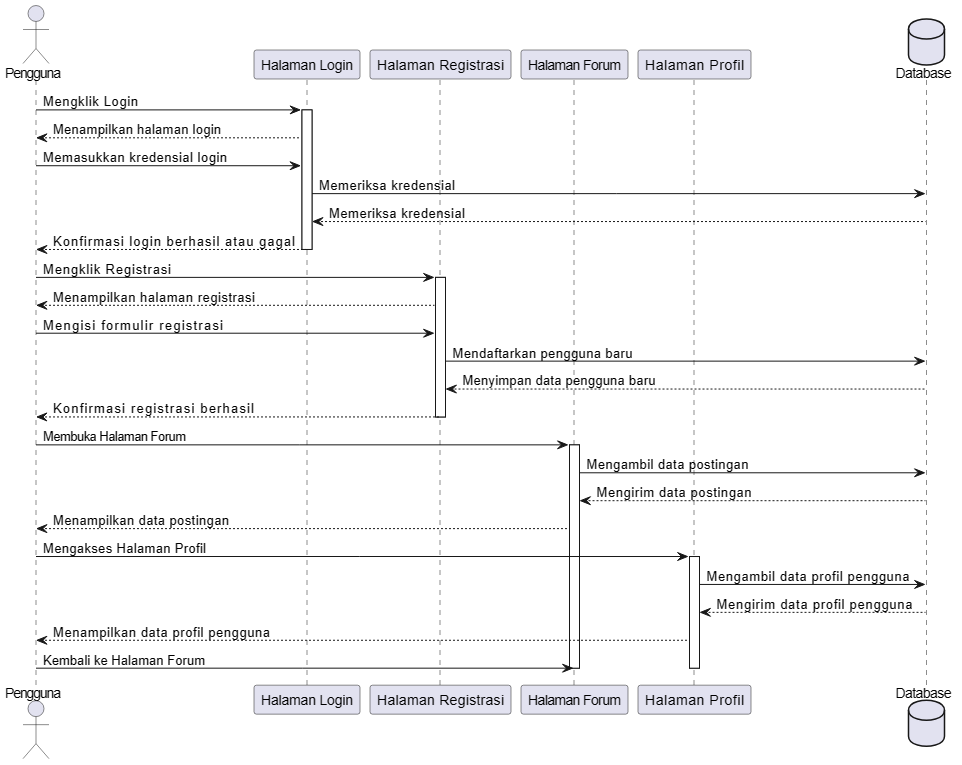 Pengguna
Halaman Login
Halaman Registrasi
Halaman Forum
Halaman Profil
Database
Mengklik Login
Menampilkan halaman login
Memasukkan kredensial login
Memeriksa kredensial
Memeriksa kredensial
Konfirmasi login berhasil atau gagal
Mengklik Registrasi
Menampilkan halaman registrasi
Mengisi formulir registrasi
Mendaftarkan pengguna baru
Menyimpan data pengguna baru
Konfirmasi registrasi berhasil
Membuka Halaman Forum
Mengambil data postingan
Mengirim data postingan
Menampilkan data postingan
Mengakses Halaman Profil
Mengambil data profil pengguna
Mengirim data profil pengguna
Menampilkan data profil pengguna
Kembali ke Halaman Forum
Pengguna
Halaman Login
Halaman Registrasi
Halaman Forum
Halaman Profil
Database